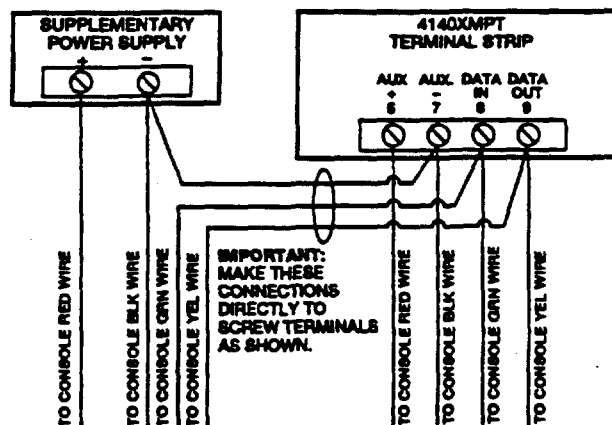 SUPPLEMENTARY
POWER SUPPLY
+ −
4140XMPT
TERMINAL STRIP
AUX AUX. DATA DATA
+ − IN OUT
6 7 8 9
IMPORTANT:
MAKE THESE
CONNECTIONS
DIRECTLY TO
SCREW TERMINALS
AS SHOWN.
TO CONSOLE RED WIRE
TO CONSOLE BLK WIRE
TO CONSOLE GRN WIRE
TO CONSOLE YEL WIRE
TO CONSOLE RED WIRE
TO CONSOLE BLK WIRE
TO CONSOLE GRN WIRE
TO CONSOLE YEL WIRE